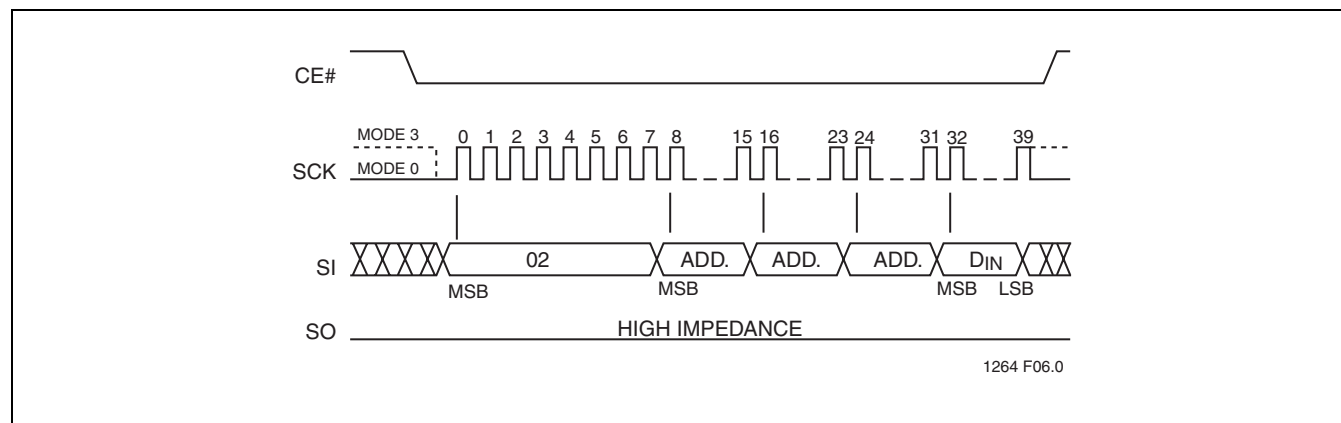 CE#
MODE 3
0 1 2 3 4 5 6 7 8 15 16 23 24 31 32 39
SCK
MODE 0
SI
02 ADD. ADD. ADD. DIN
MSB MSB MSB LSB
SO
HIGH IMPEDANCE
1264 F06.0